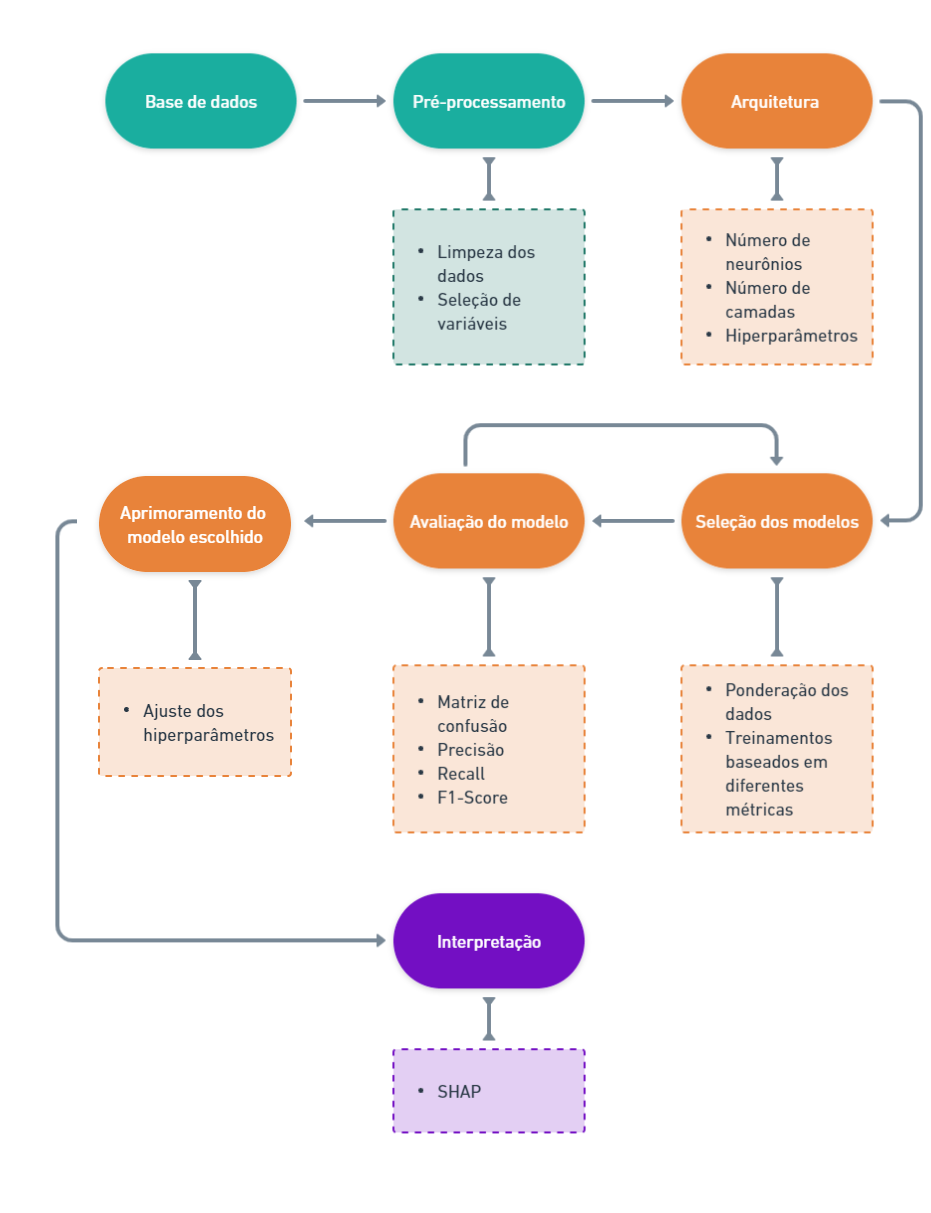 Base de dados
Pré-processamento
Arquitetura
• Limpeza dos
dados
• Seleção de
variáveis
• Número de
neurônios
• Número de
camadas
• Hiperparâmetros
Aprimoramento do
modelo escolhido
Avaliação do modelo
Seleção dos modelos
• Ajuste dos
hiperparâmetros
• Matriz de
confusão
• Precisão
• Recall
• F1-Score
• Ponderação dos
dados
• Treinamentos
baseados em
diferentes
métricas
Interpretação
• SHAP